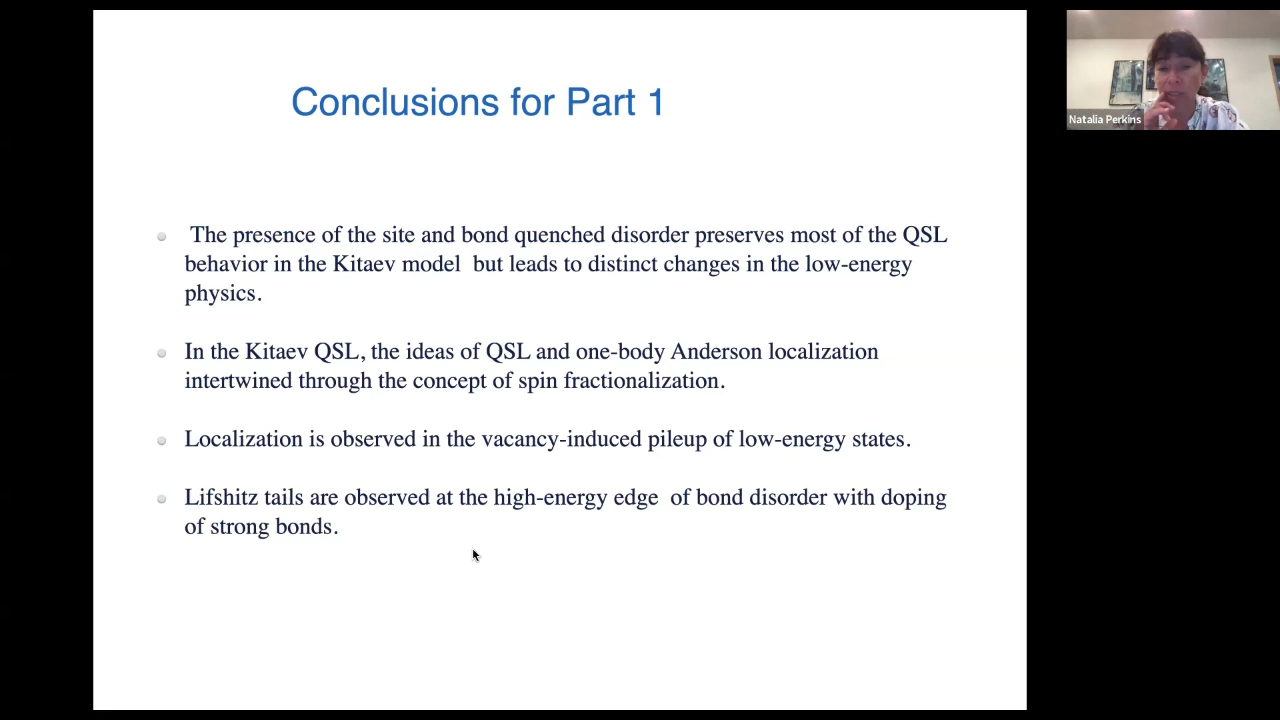 Conclusions for Part 1
The presence of the site and bond quenched disorder preserves most of the QSL
behavior in the Kitaev model but leads to distinct changes in the low-energy
physics.
In the Kitaev QSL, the ideas of QSL and one-body Anderson localization
intertwined through the concept of spin fractionalization.
Localization is observed in the vacancy-induced pileup of low-energy states.
Lifshitz tails are observed at the high-energy edge of bond disorder with doping
of strong bonds.
Natalia Perkins